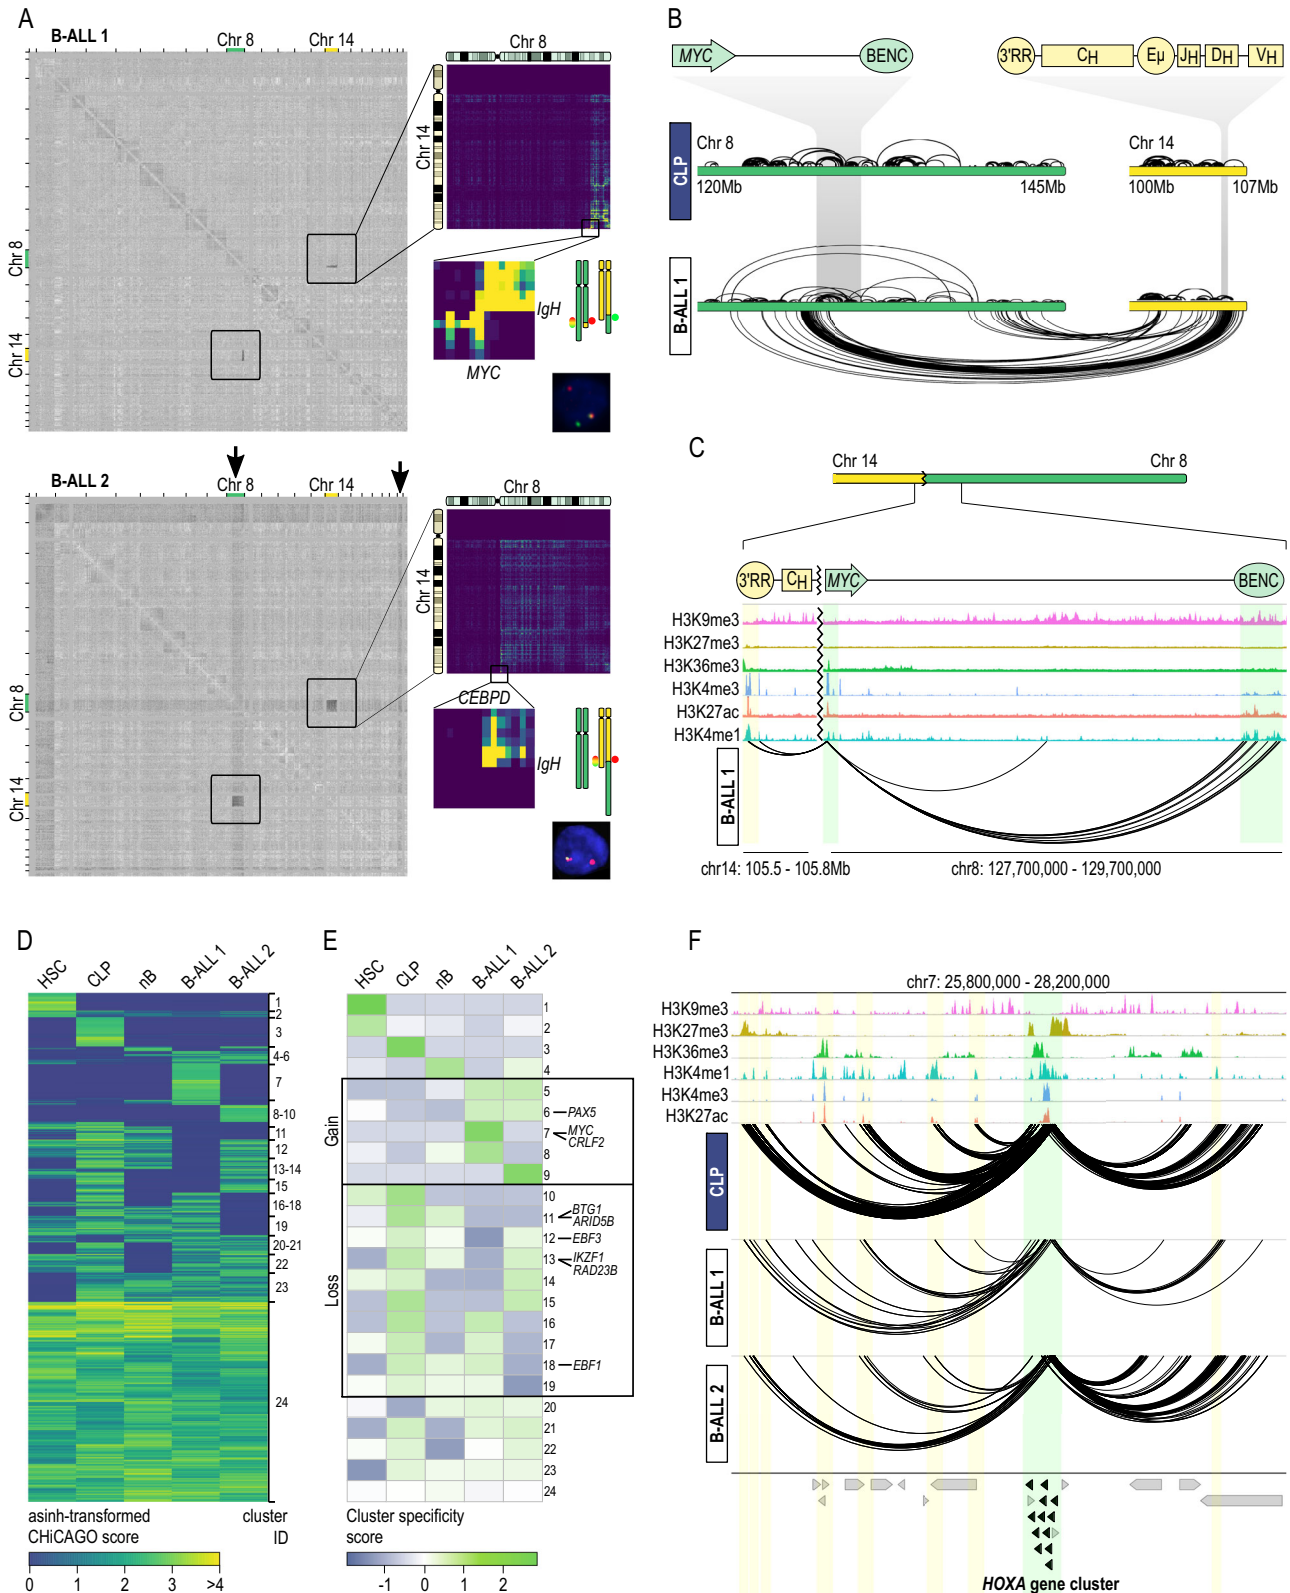 A
B-ALL 1
Chr 8
Chr 14
Chr 8
Chr 14
Chr 8
Chr 14
IgH
MYC
B-ALL 2
Chr 8
Chr 14
Chr 8
Chr 14
Chr 8
Chr 14
CEBPD
IgH
B
MYC
BENC
3'RR
CH
Eμ
JH
DH
VH
CLP
Chr 8
120Mb
145Mb
Chr 14
100Mb
107Mb
B-ALL 1
C
Chr 14
Chr 8
3'RR
CH
MYC
BENC
H3K9me3
H3K27me3
H3K36me3
H3K4me3
H3K27ac
H3K4me1
B-ALL 1
chr14: 105.5 - 105.8Mb
chr8: 127,700,000 - 129,700,000
D
HSC
CLP
nB
B-ALL 1
B-ALL 2
1
2
3
4-6
7
8-10
11
12
13-14
15
16-18
19
20-21
22
23
24
asinh-transformed
CHiCAGO score
cluster
ID
0 1 2 3 >4
E
HSC
CLP
nB
B-ALL 1
B-ALL 2
Gain
Loss
1
2
3
4
5
6 PAX5
7 MYC
CRLF2
8
9
10
11 BTG1
ARID5B
12 EBF3
13 IKZF1
RAD23B
14
15
16
17
18 EBF1
19
20
21
22
23
24
Cluster specificity
score
-1 0 1 2
F
chr7: 25,800,000 - 28,200,000
H3K9me3
H3K27me3
H3K36me3
H3K4me1
H3K4me3
H3K27ac
CLP
B-ALL 1
B-ALL 2
HOXA gene cluster